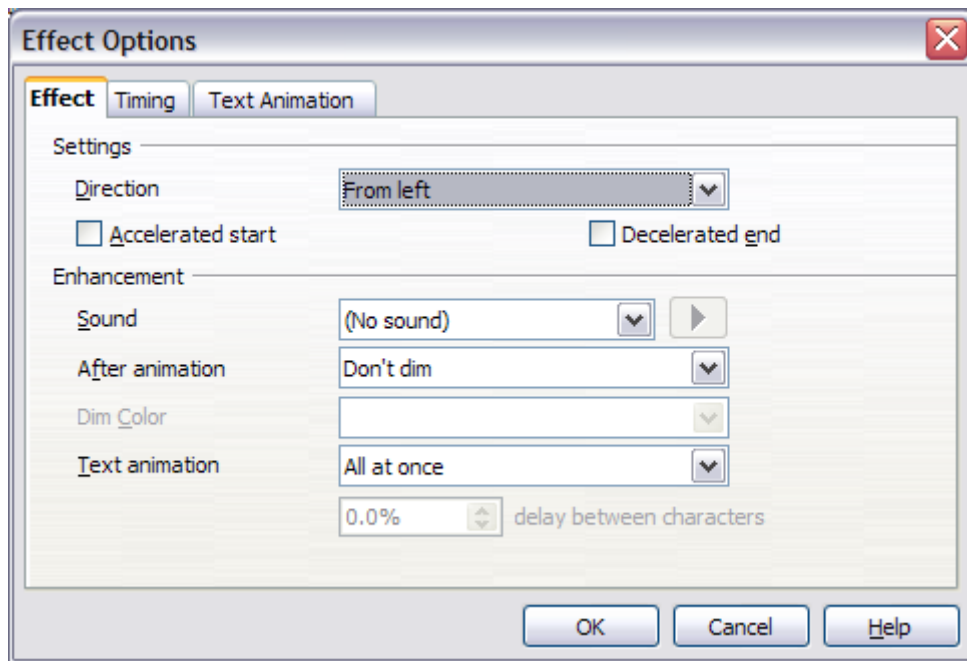 Effect Options
Effect Timing Text Animation
Settings
Direction From left
Accelerated start Decelerated end
Enhancement
Sound (No sound)
After animation Don't dim
Dim Color
Text animation All at once
0.0% delay between characters
OK Cancel Help